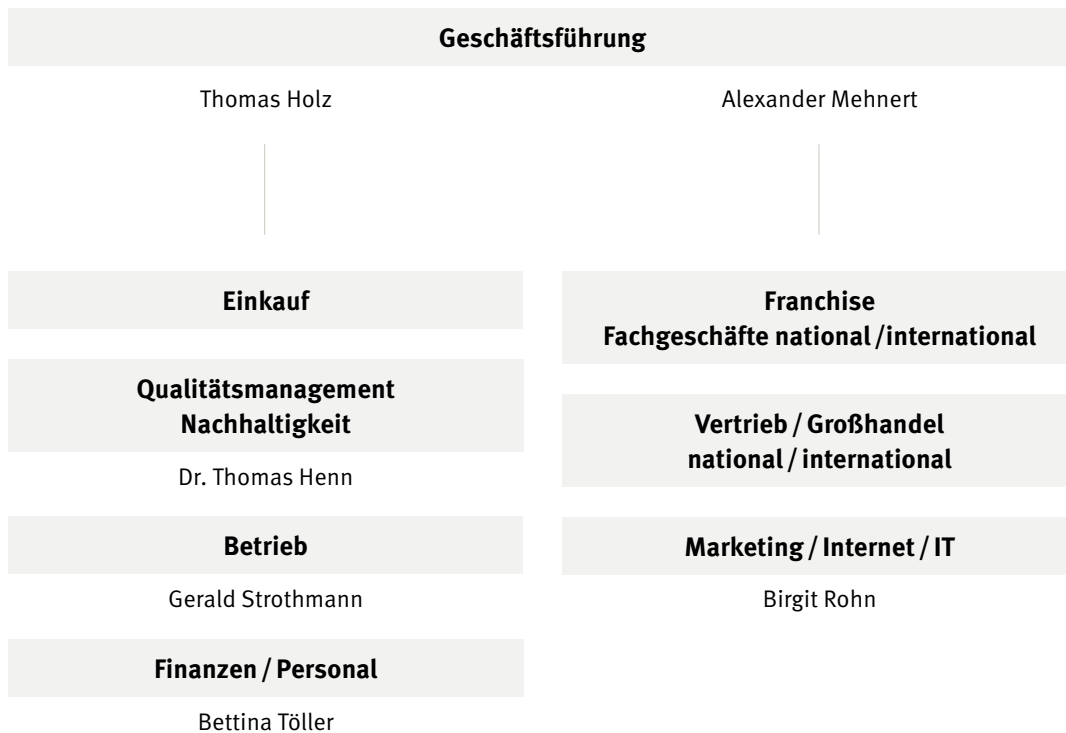 Geschäftsführung
Thomas Holz
Alexander Mehnert
Einkauf
Qualitätsmanagement
Nachhaltigkeit
Dr. Thomas Henn
Betrieb
Gerald Strothmann
Finanzen / Personal
Bettina Töller
Franchise
Fachgeschäfte national / international
Vertrieb / Großhandel
national / international
Marketing / Internet / IT
Birgit Rohn